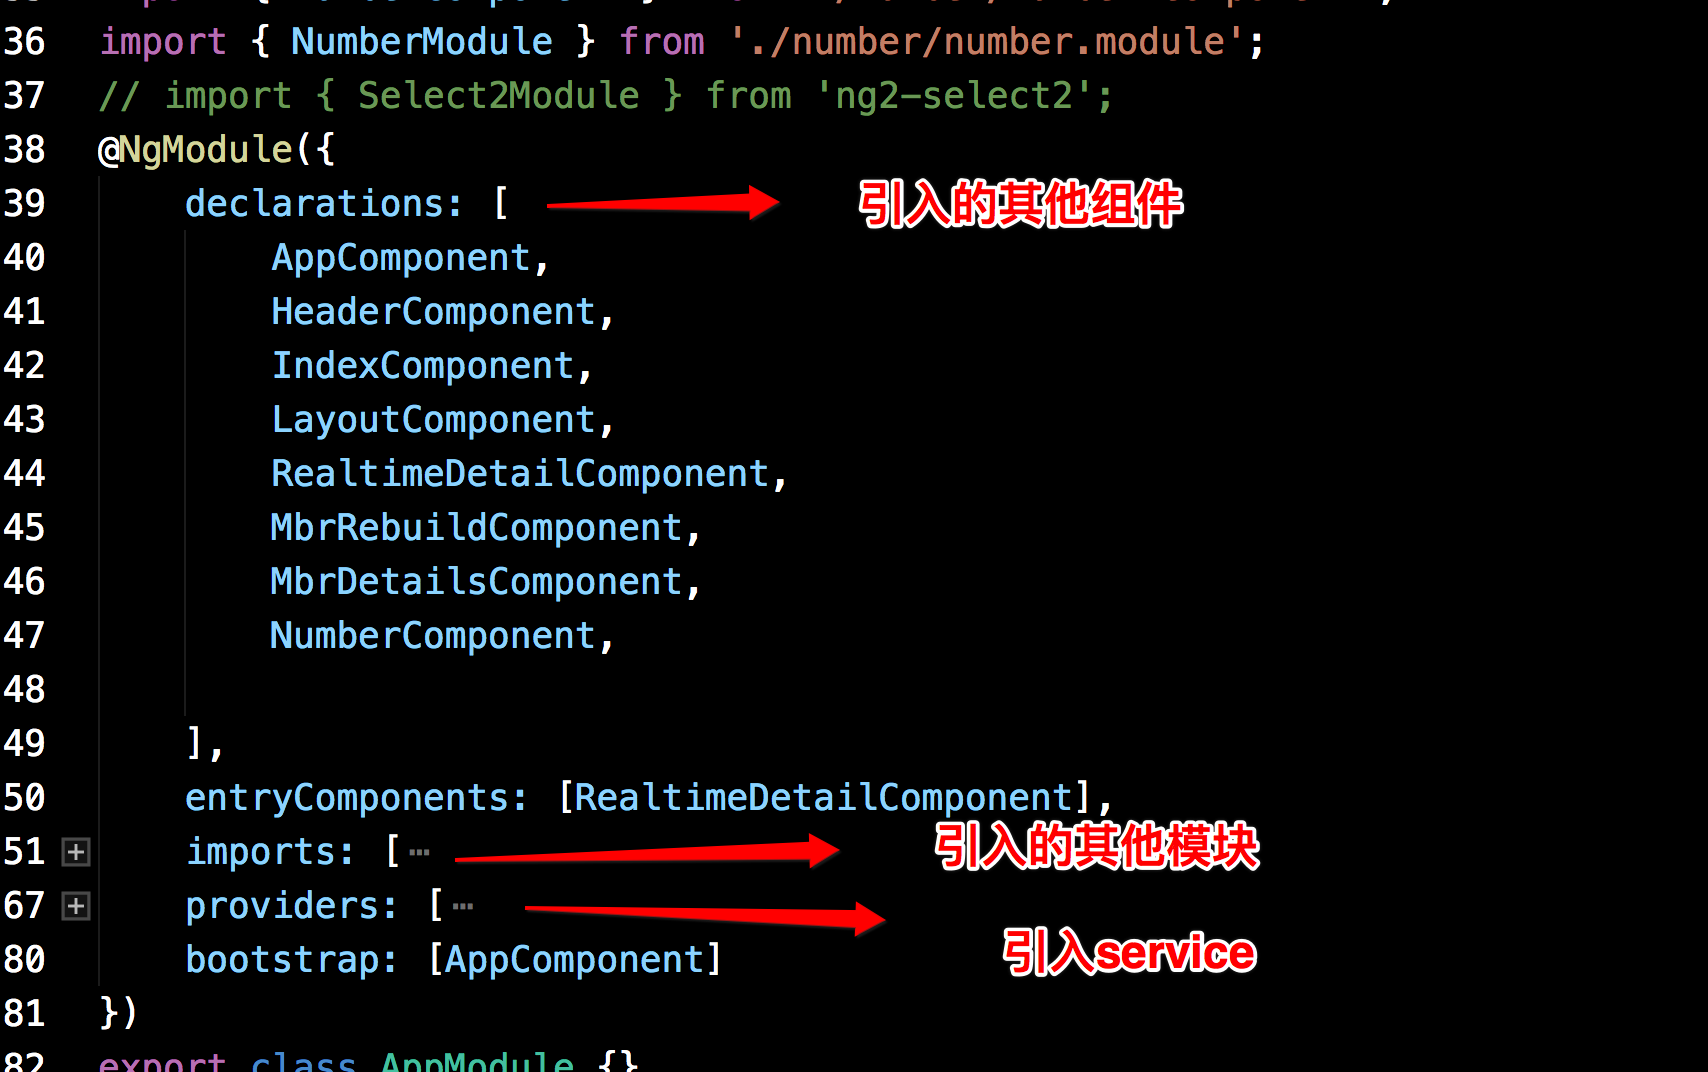 36 import { NumberModule } from './number/number.module';
37 // import { Select2Module } from 'ng2-select2';
38 @NgModule({
39 declarations: [ 引入的其他组件
40 AppComponent,
41 HeaderComponent,
42 IndexComponent,
43 LayoutComponent,
44 RealtimeDetailComponent,
45 MbrRebuildComponent,
46 MbrDetailsComponent,
47 NumberComponent,
48
49 ],
50 entryComponents: [RealtimeDetailComponent],
51 imports: [… 引入的其他模块
67 providers: […
引入service
80 bootstrap: [AppComponent]
81 })
82 export class AppModule {}